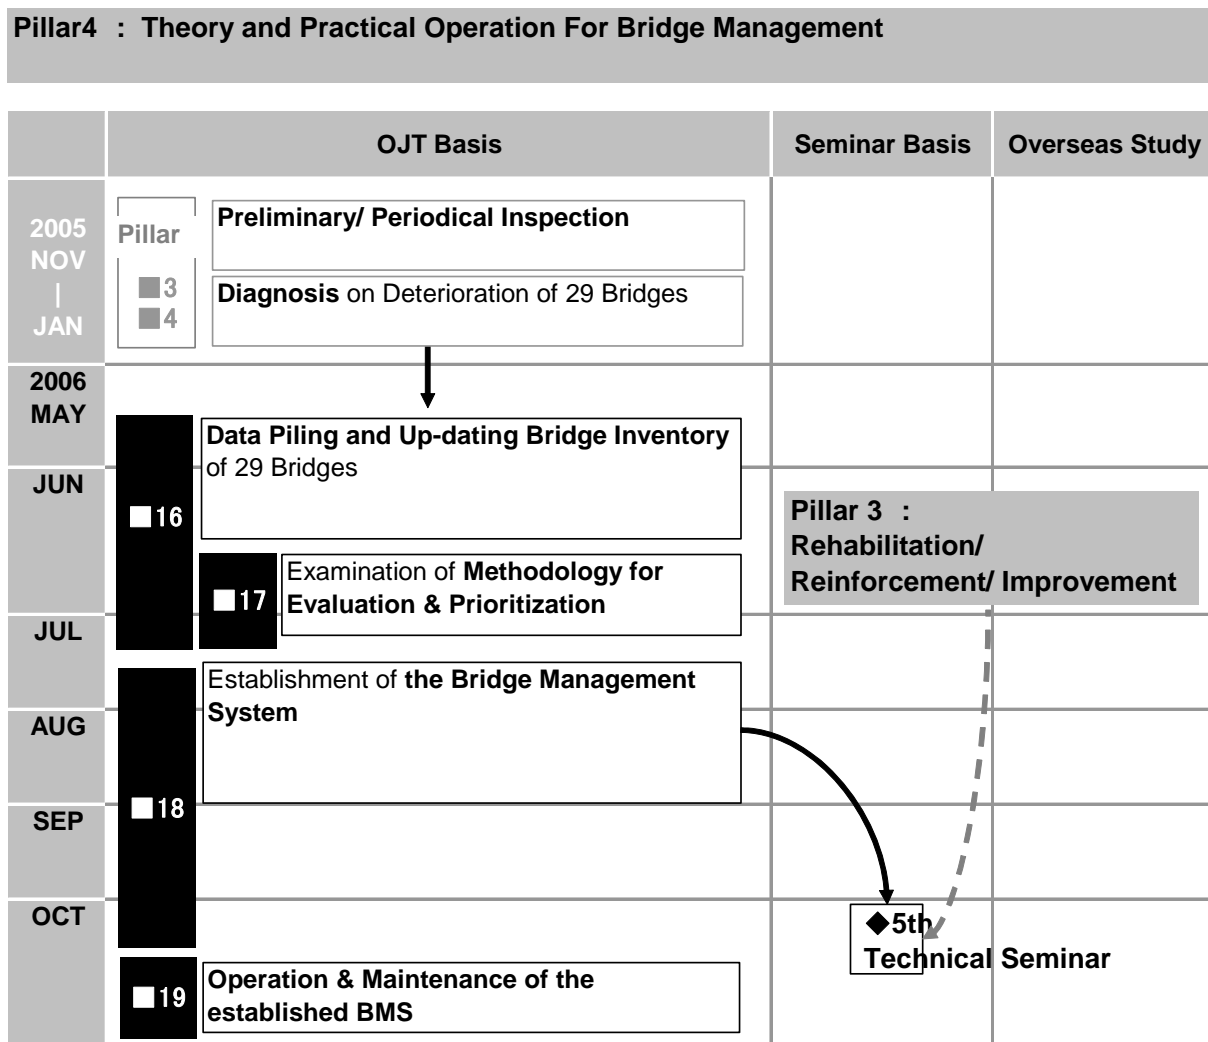 Pillar4 : Theory and Practical Operation For Bridge Management
OJT Basis
Seminar Basis
Overseas Study
2005
NOV
|
JAN
Pillar
■3
■4
Preliminary/ Periodical Inspection
Diagnosis on Deterioration of 29 Bridges
2006
MAY
Data Piling and Up-dating Bridge Inventory
of 29 Bridges
JUN
■16
Pillar 3 :
Rehabilitation/
Reinforcement/ Improvement
■17
Examination of Methodology for
Evaluation & Prioritization
JUL
Establishment of the Bridge Management
System
AUG
■18
SEP
OCT
◆5th
Technical Seminar
■19
Operation & Maintenance of the
established BMS